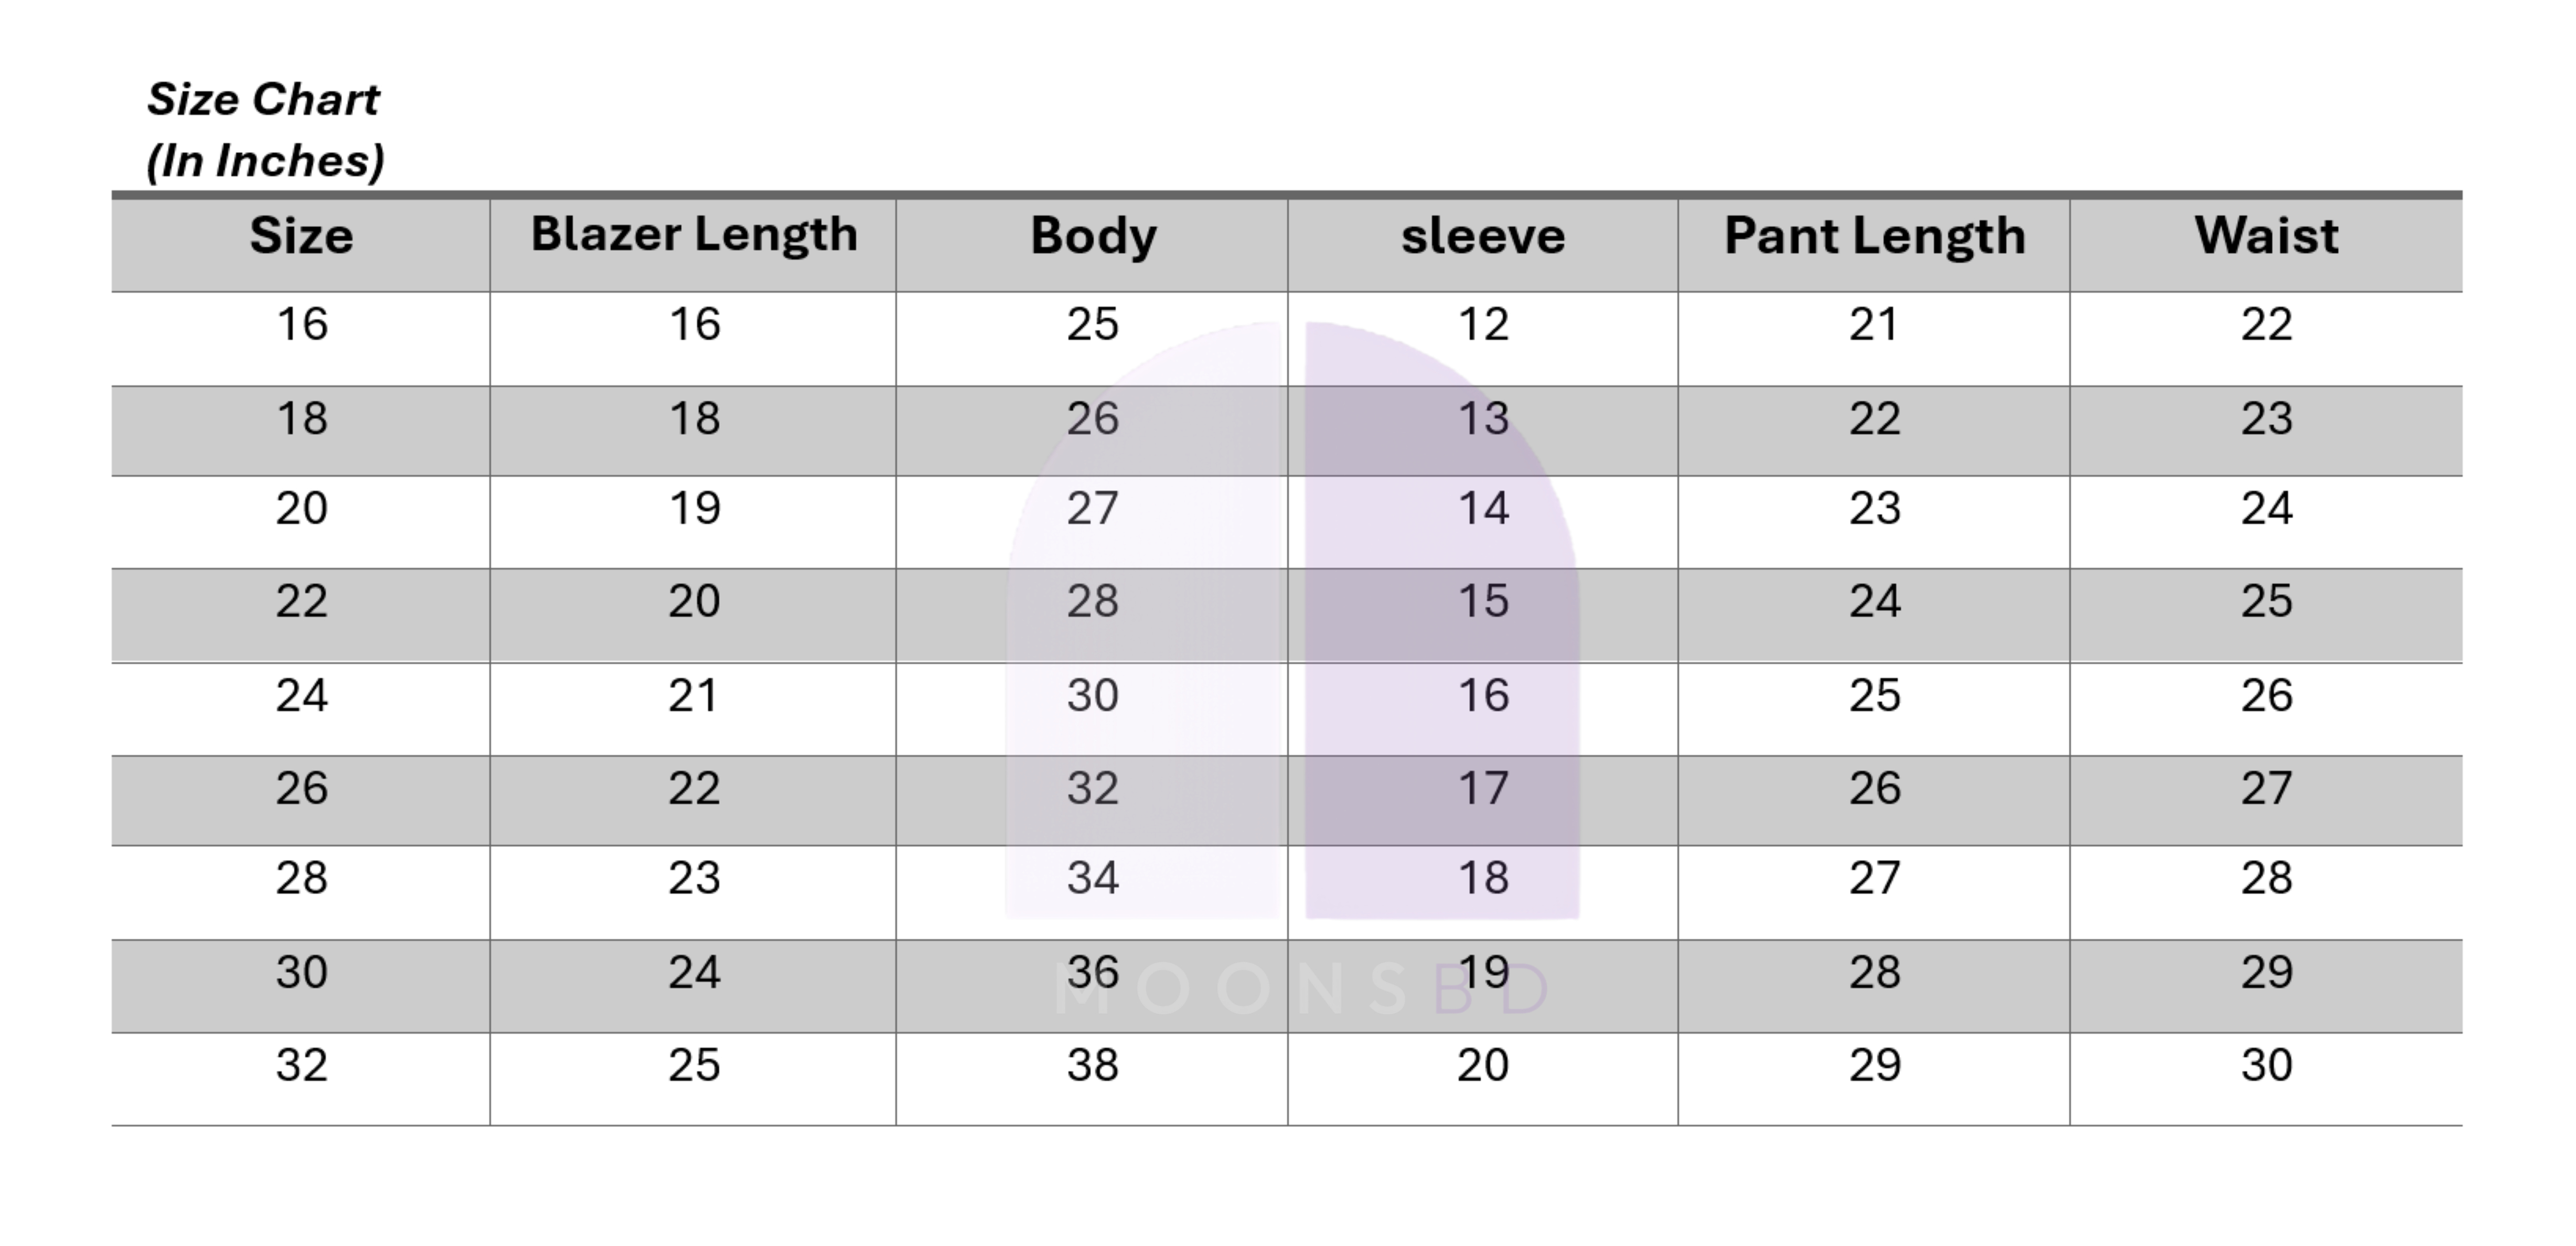 Size Chart
(In Inches)
Size Blazer Length Body sleeve Pant Length Waist
16 16 25 12 21 22
18 18 26 13 22 23
20 19 27 14 23 24
22 20 28 15 24 25
24 21 30 16 25 26
26 22 32 17 26 27
28 23 34 18 27 28
30 24 36 19 28 29
MOONSBD
32 25 38 20 29 30